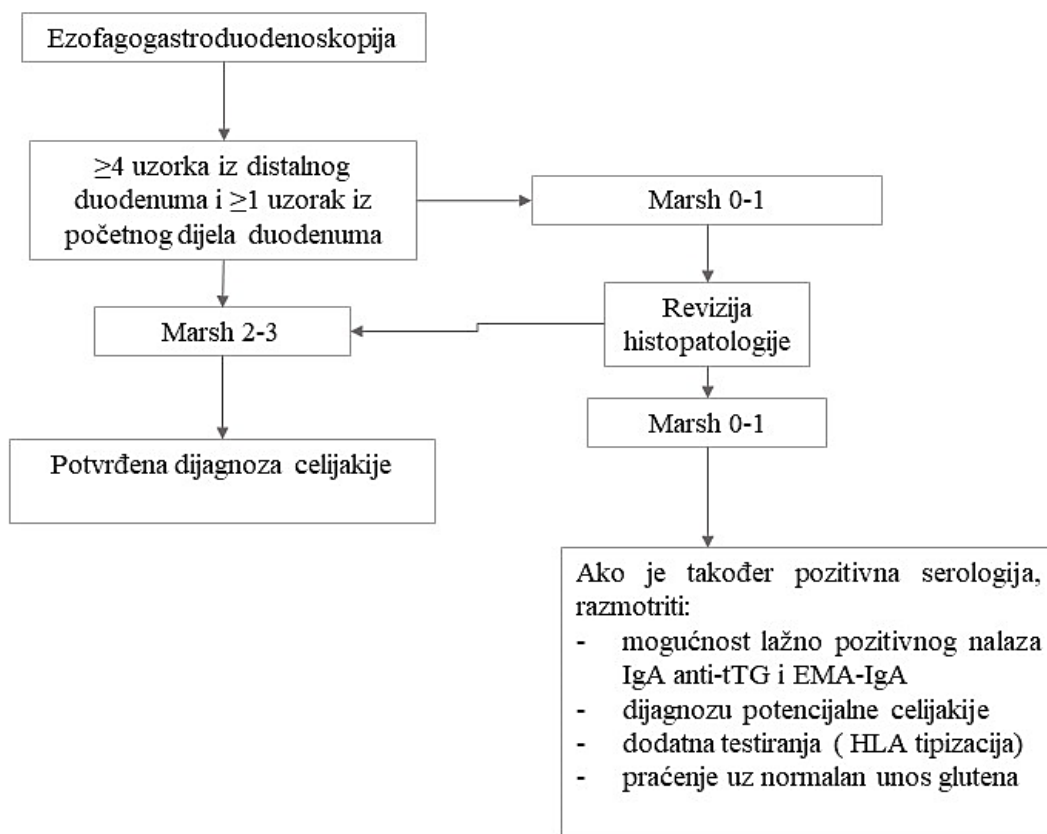 Ezofagogastroduodenoskopija
≥4 uzorka iz distalnog
duodenuma i ≥1 uzorak iz
početnog dijela duodenuma
Marsh 0-1
Marsh 2-3
Revizija
histopatologije
Marsh 0-1
Potvrđena dijagnoza celijakije
Ako je također pozitivna serologija,
razmotriti:
- mogućnost lažno pozitivnog nalaza
IgA anti-tTG i EMA-IgA
- dijagnozu potencijalne celijakije
- dodatna testiranja ( HLA tipizacija)
- praćenje uz normalan unos glutena